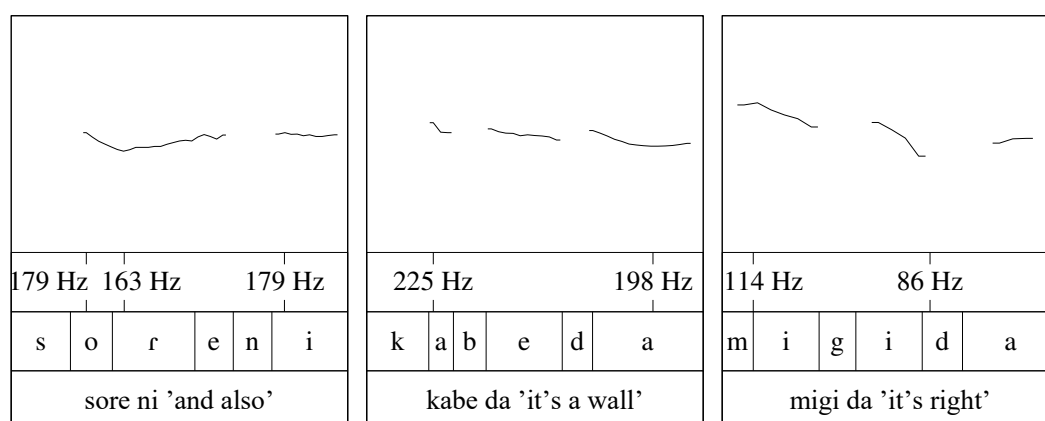 179 Hz 163 Hz 179 Hz
s o ɾ e n i
sore ni 'and also’
225 Hz 198 Hz
k a b e d a
kabe da ’it's a wall’
114 Hz 86 Hz
m i g i d a
migi da ’it's right’